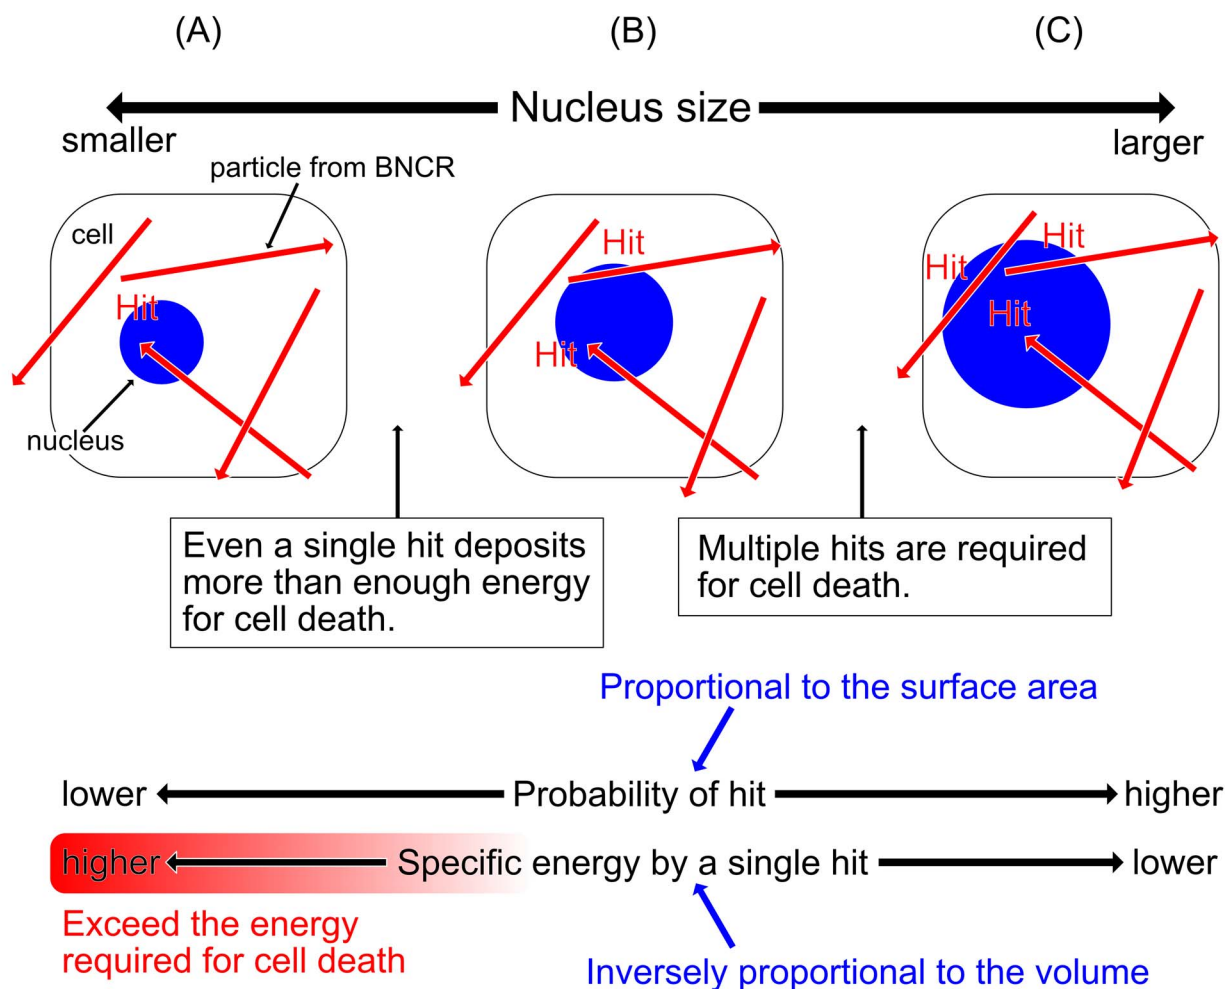 (A)
(B)
(C)
Nucleus size
smaller
larger
particle from BNCR
cell
Hit
nucleus
Hit
Hit
Hit
Hit
Hit
Even a single hit deposits
more than enough energy
for cell death.
Multiple hits are required
for cell death.
Proportional to the surface area
lower
Probability of hit
higher
higher
Specific energy by a single hit
lower
Exceed the energy
required for cell death
Inversely proportional to the volume